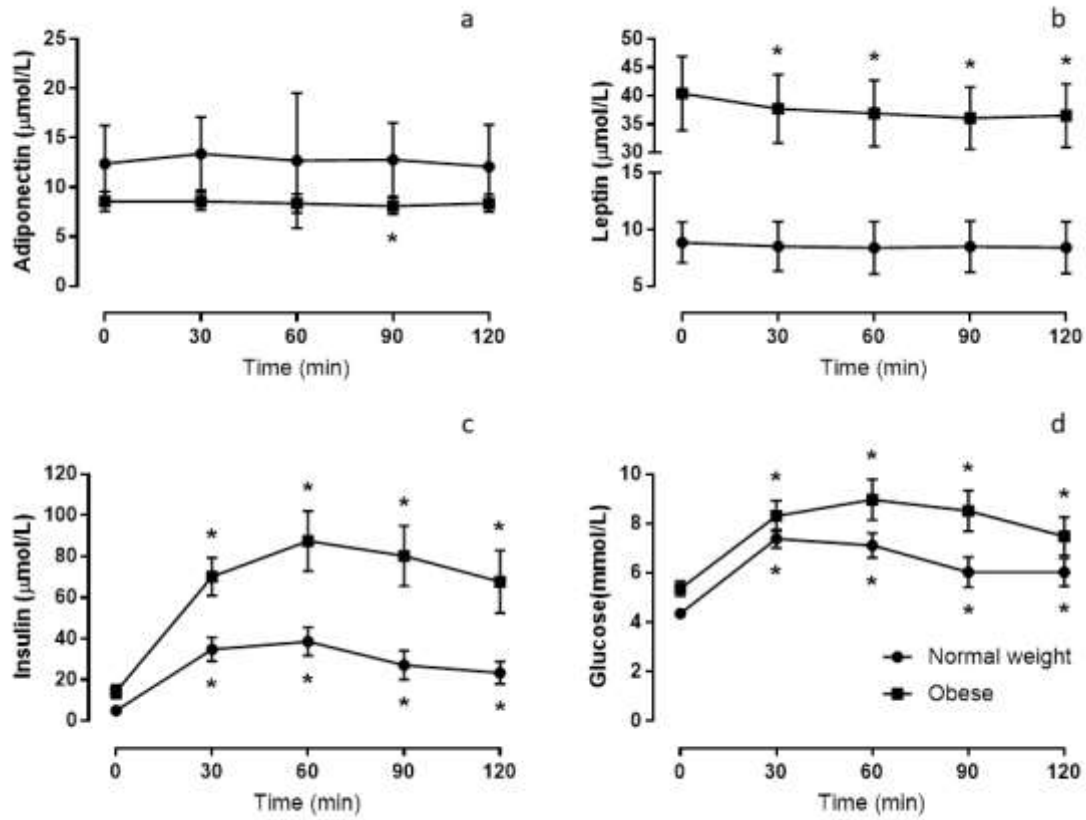 a
25
20
15
10
5
0
Adiponectin (μmol/L)
*
0 30 60 90 120
Time (min)
b
50
45
40
35
30
15
10
5
Leptin (μmol/L)
* * * *
0 30 60 90 120
Time (min)
c
120
100
80
60
40
20
0
Insulin (μmol/L)
* * * *
* * * *
0 30 60 90 120
Time (min)
d
10
8
6
4
2
0
Glucose(mmol/L)
* * * *
* * * *
Normal weight
Obese
0 30 60 90 120
Time (min)